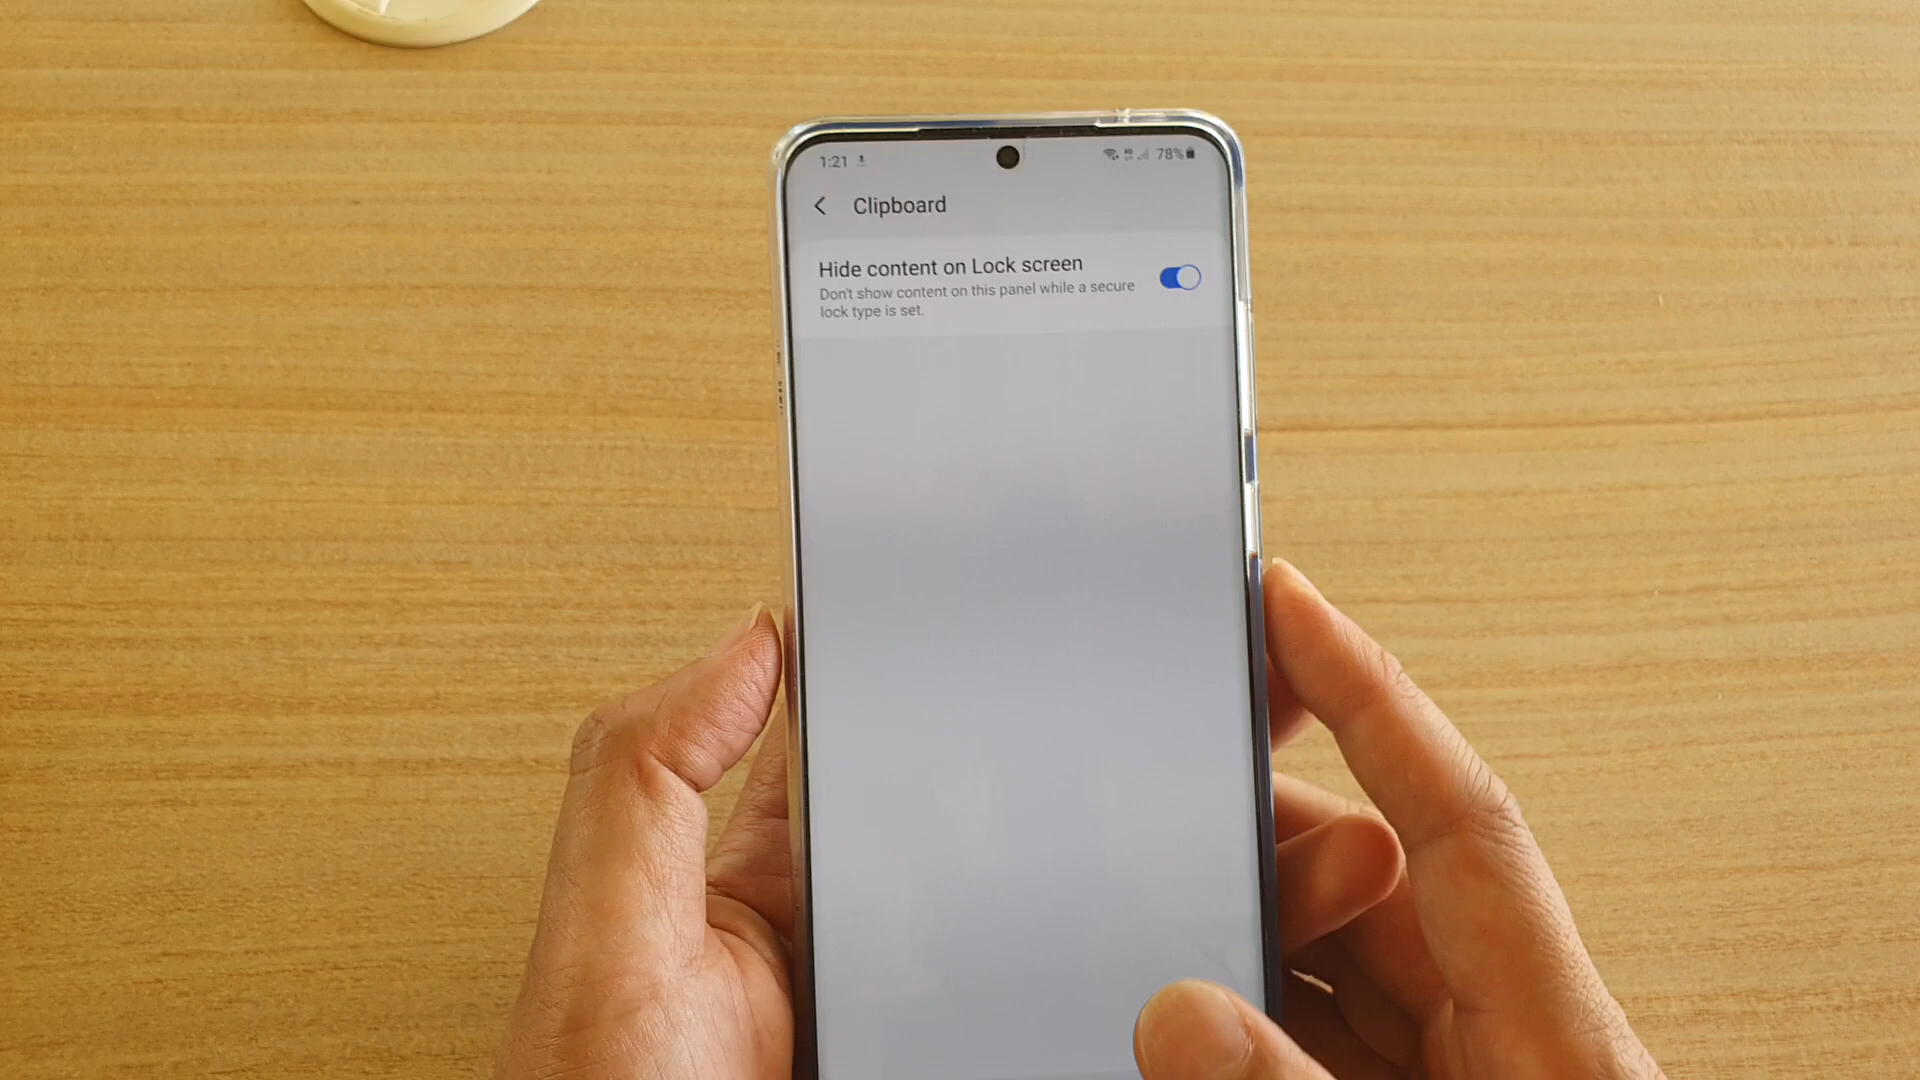 1:21 78%
Clipboard
Hide content on Lock screen
Don't show content on this panel while a secure
lock type is set.